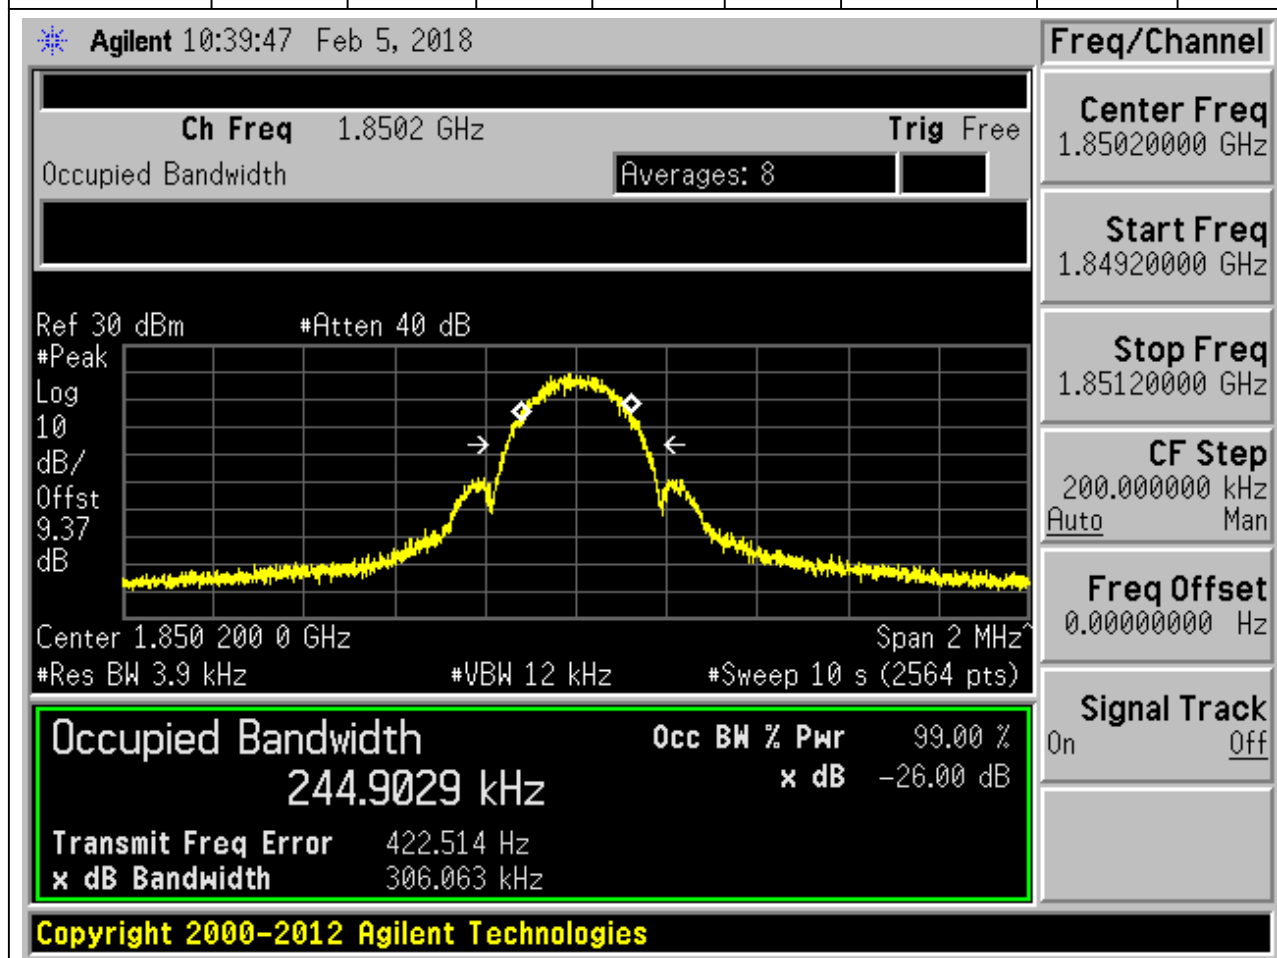 Agilent 10:39:47 Feb 5, 2018
Freq/Channel
Ch Freq 1.8502 GHz Trig Free
Occupied Bandwidth Averages: 8
Ref 30 dBm #Atten 40 dB
#Peak
Log
10
dB/
Offst
9.37
dB
Center 1.850 200 0 GHz Span 2 MHz^
#Res BW 3.9 kHz #VBW 12 kHz #Sweep 10 s (2564 pts)
Occupied Bandwidth Occ BW % Pwr 99.00 %
244.9029 kHz x dB -26.00 dB
Transmit Freq Error 422.514 Hz
x dB Bandwidth 306.063 kHz
Copyright 2000-2012 Agilent Technologies
Center Freq
1.85020000 GHz
Start Freq
1.84920000 GHz
Stop Freq
1.85120000 GHz
CF Step
200.000000 kHz
Auto Man
Freq Offset
0.00000000 Hz
Signal Track
On Off